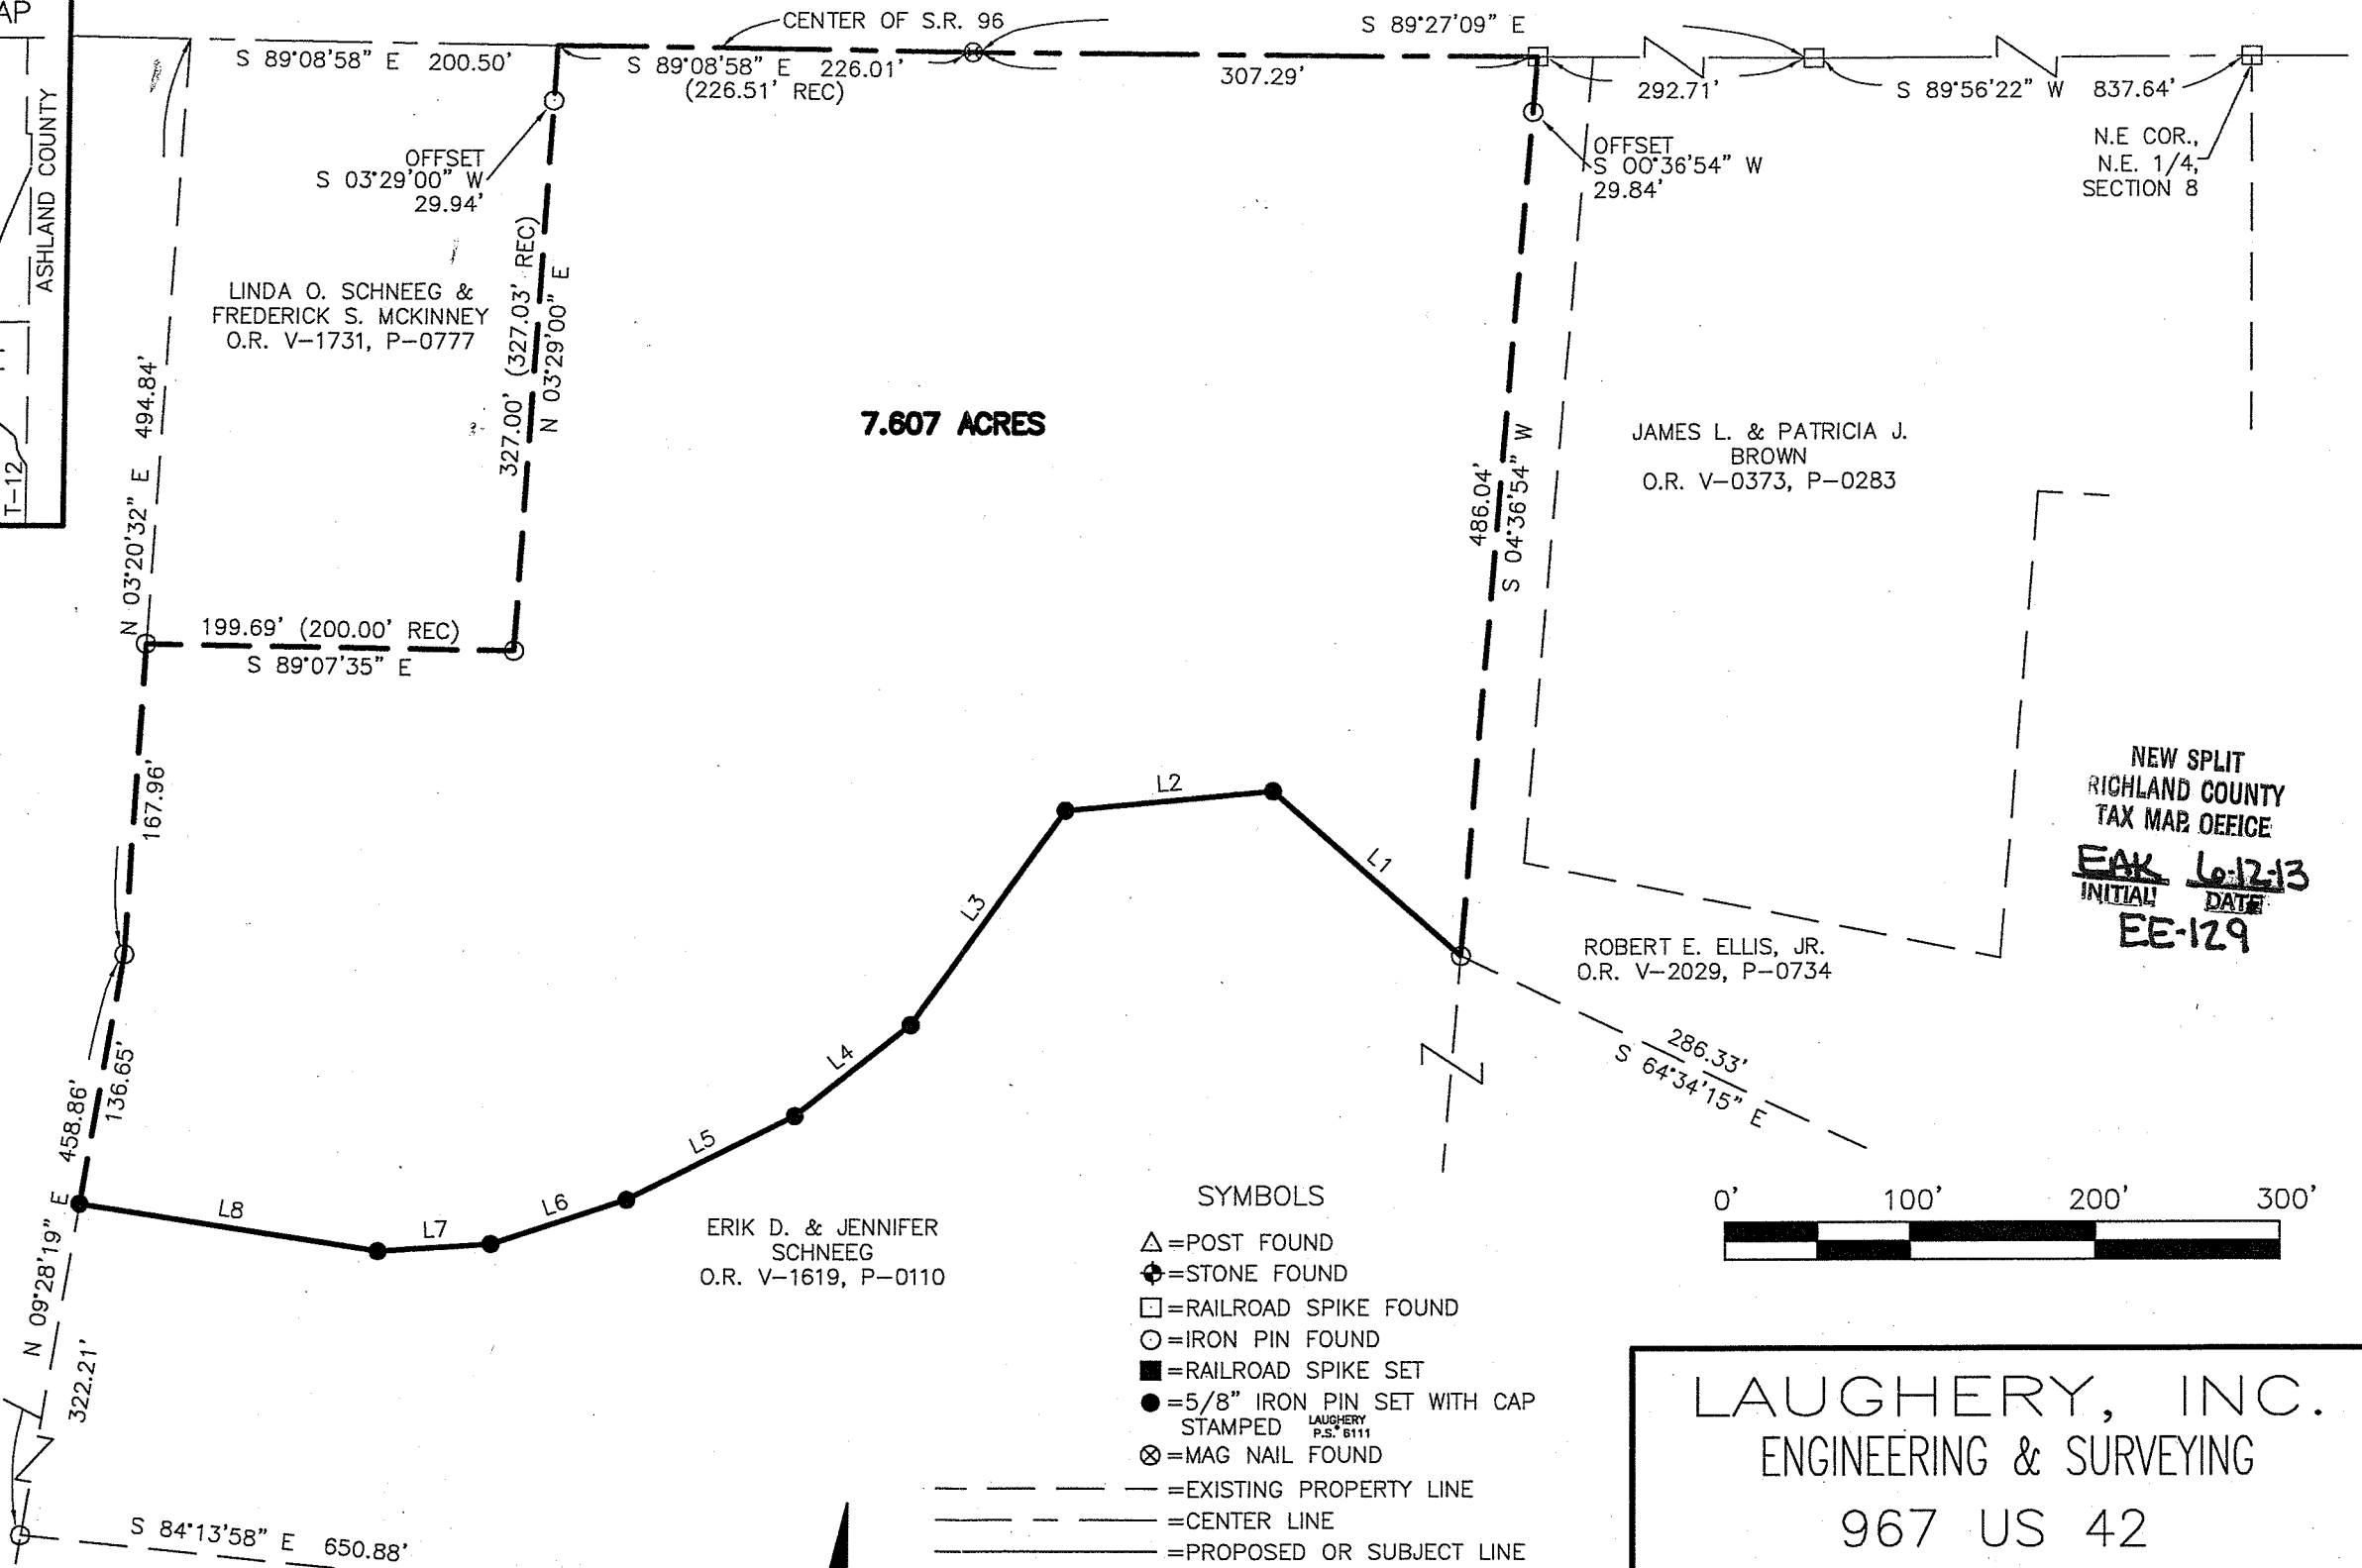 AP
ASHLAND COUNTY
T-12
CENTER OF S.R. 96
S 89°27'09" E
S 89°08'58" E 200.50'
S 89°08'58" E 226.01'
(226.51' REC)
307.29'
292.71'
S 89°56'22" W 837.64'
N.E COR.,
N.E. 1/4,
SECTION 8
OFFSET
S 03°29'00" W
29.94'
OFFSET
S 00°36'54" W
29.84'
LINDA O. SCHNEEG &
FREDERICK S. MCKINNEY
O.R. V-1731, P-0777
327.00' (327.03' REC)
N 03°29'00" E
N 03°20'32" E 494.84'
7.607 ACRES
486.04'
S 04°36'54" W
JAMES L. & PATRICIA J.
BROWN
O.R. V-0373, P-0283
199.69' (200.00' REC)
S 89°07'35" E
167.96'
L2
L1
L3
L4
L5
L6
L7
L8
NEW SPLIT
RICHLAND COUNTY
TAX MAP OFFICE
EAK 6-12-13
INITIAL DATE
EE-129
ROBERT E. ELLIS, JR.
O.R. V-2029, P-0734
286.33'
S 64°34'15" E
136.65'
458.86'
N 09°28'19" E
322.21'
ERIK D. & JENNIFER
SCHNEEG
O.R. V-1619, P-0110
S 84°13'58" E 650.88'
SYMBOLS
=POST FOUND
=STONE FOUND
=RAILROAD SPIKE FOUND
=IRON PIN FOUND
=RAILROAD SPIKE SET
=5/8" IRON PIN SET WITH CAP
STAMPED LAUGHERY
P.S.# 6111
=MAG NAIL FOUND
=EXISTING PROPERTY LINE
=CENTER LINE
=PROPOSED OR SUBJECT LINE
0' 100' 200' 300'
LAUGHERY, INC.
ENGINEERING & SURVEYING
967 US 42